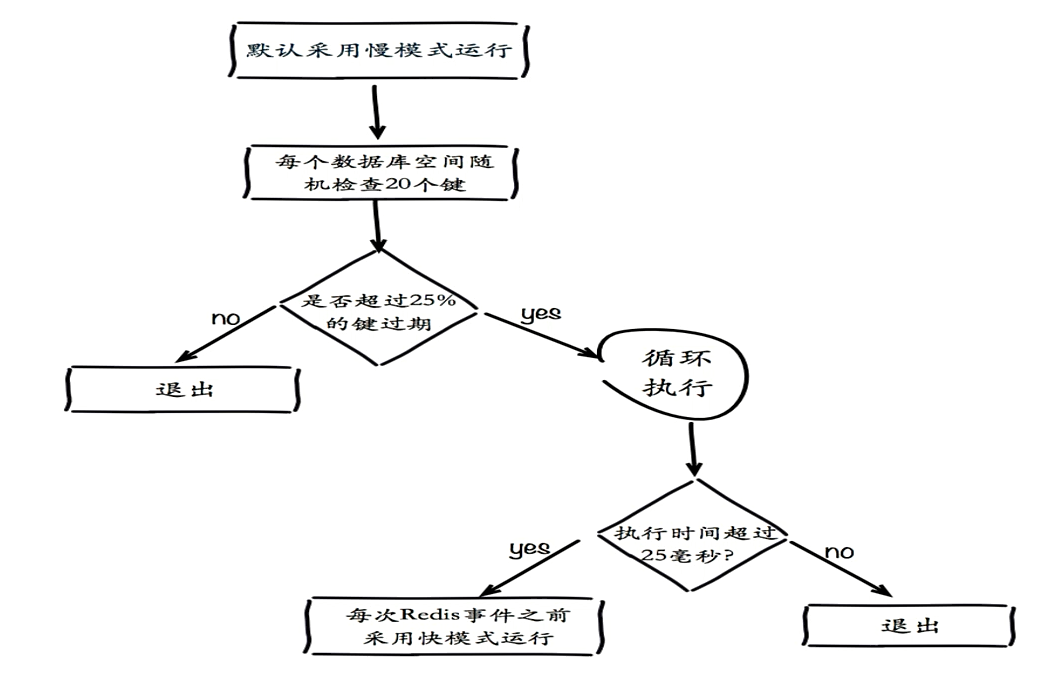 默认采用慢模式运行
每个数据库空间随
机检查20个键
是否超过25%
的键过期
no
yes
退出
循环
执行
执行时间超过
25毫秒?
yes
no
每次Redis事件之前
采用快模式运行
退出